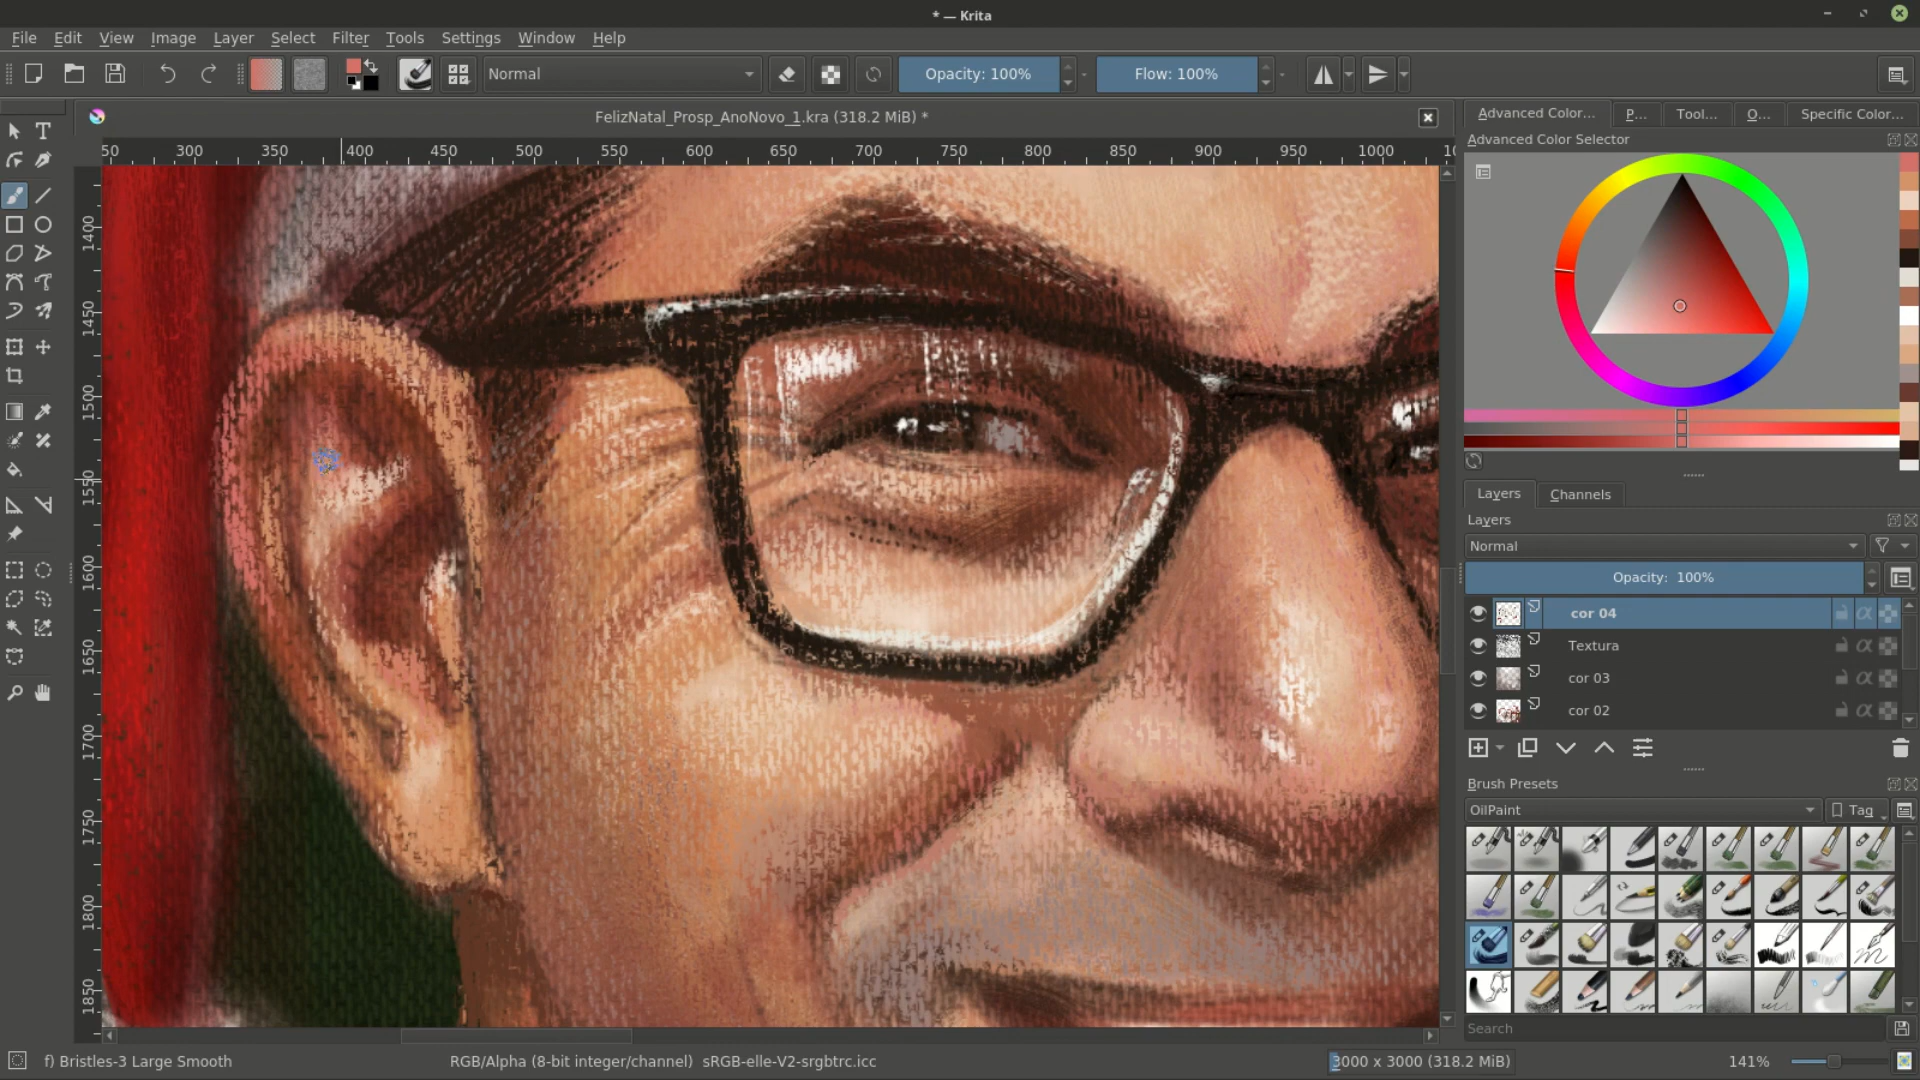 * — Krita
File Edit View Image Layer Select Filter Tools Settings Window Help
Normal Opacity: 100% Flow: 100%
FelizNatal_Prosp_AnoNovo_1.kra (318.2 MiB) *
Advanced Color... P... Tool... O... Specific Color...
Advanced Color Selector
50 300 350 400 450 500 550 600 650 700 750 800 850 900 950 1000 10
1400
1450
1500
1550
1600
1650
1700
1750
1800
1850
Layers Channels
Layers
Normal
Opacity: 100%
cor 04
Textura
cor 03
cor 02
Brush Presets
OilPaint Tag
Search
f) Bristles-3 Large Smooth RGB/Alpha (8-bit integer/channel) sRGB-elle-V2-srgbtrc.icc 3000 x 3000 (318.2 MiB) 141%